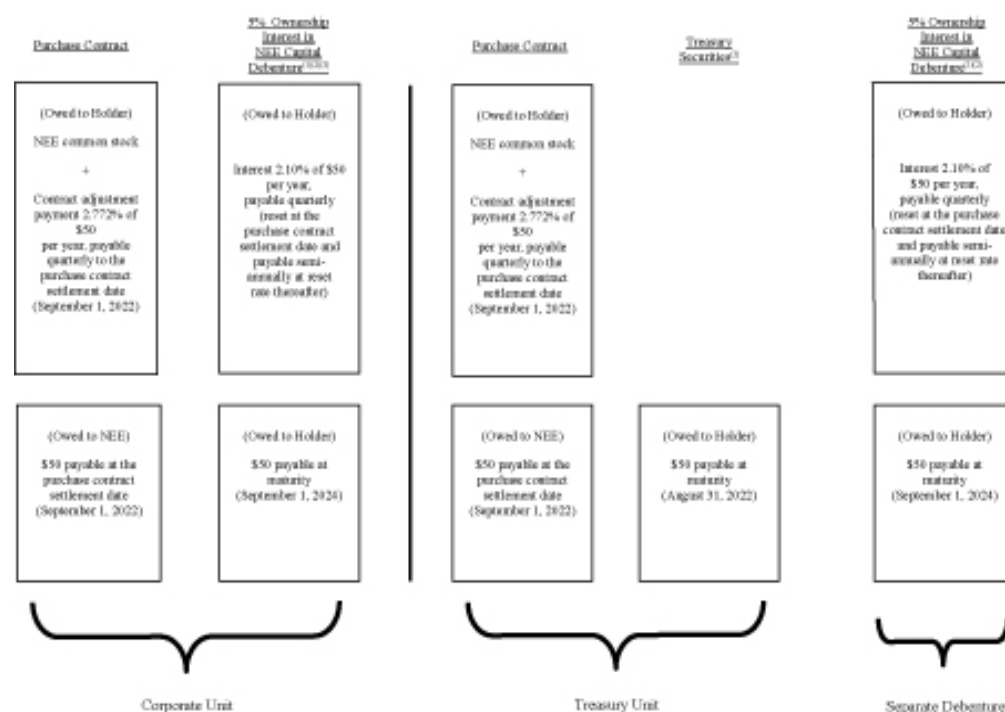 Purchase Contract
5% Ownership
Interest in
NEE Capital
Debenture(1)(2)(3)
(Owed to Holder)
NEE common stock
+
Contract adjustment
payment 2.772% of
$50
per year, payable
quarterly to the
purchase contract
settlement date
(September 1, 2022)
(Owed to Holder)
Interest 2.10% of $50
per year,
payable quarterly
(reset at the
purchase contract
settlement date and
payable semi-
annually at reset
rate thereafter)
(Owed to NEE)
$50 payable at the
purchase contract
settlement date
(September 1, 2022)
(Owed to Holder)
$50 payable at
maturity
(September 1, 2024)
Corporate Unit
Purchase Contract
Treasury
Securities
(Owed to Holder)
NEE common stock
+
Contract adjustment
payment 2.772% of
$50
per year, payable
quarterly to the
purchase contract
settlement date
(September 1, 2022)
(Owed to NEE)
$50 payable at the
purchase contract
settlement date
(September 1, 2022)
(Owed to Holder)
$50 payable at
maturity
(August 31, 2022)
Treasury Unit
5% Ownership
Interest in
NEE Capital
Debenture
(Owed to Holder)
Interest 2.10% of
$50 per year,
payable quarterly
(reset at the purchase
contract settlement date
and payable semi-
annually at reset rate
thereafter)
(Owed to Holder)
$50 payable at
maturity
(September 1, 2024)
Separate Debenture